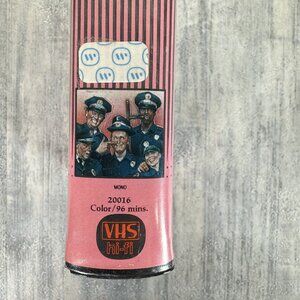 MONO
20016
Color/96 mins.
VHS
hi-fi